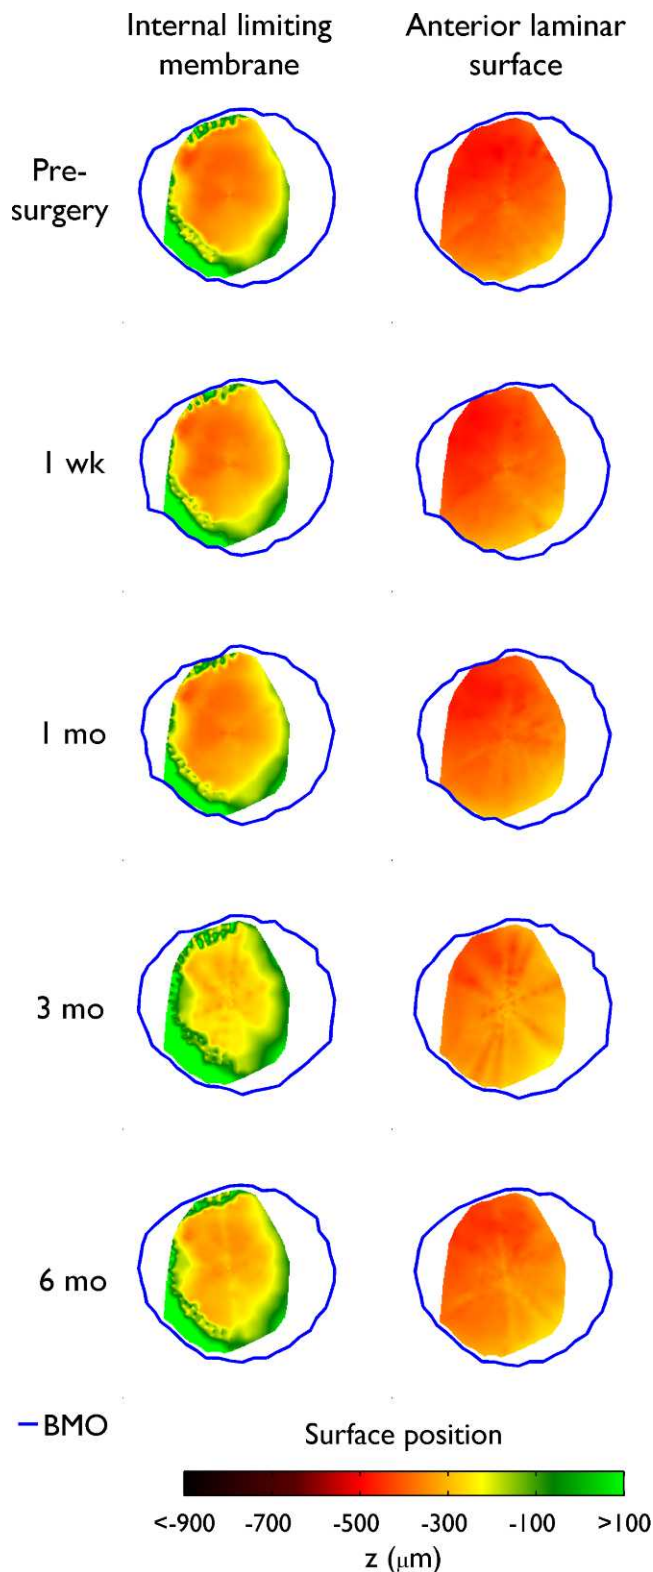 Internal limiting membrane
Anterior laminar surface
Pre-surgery
1 wk
1 mo
3 mo
6 mo
BMO
Surface position
<-900 -700 -500 -300 -100 >100
z (μm)